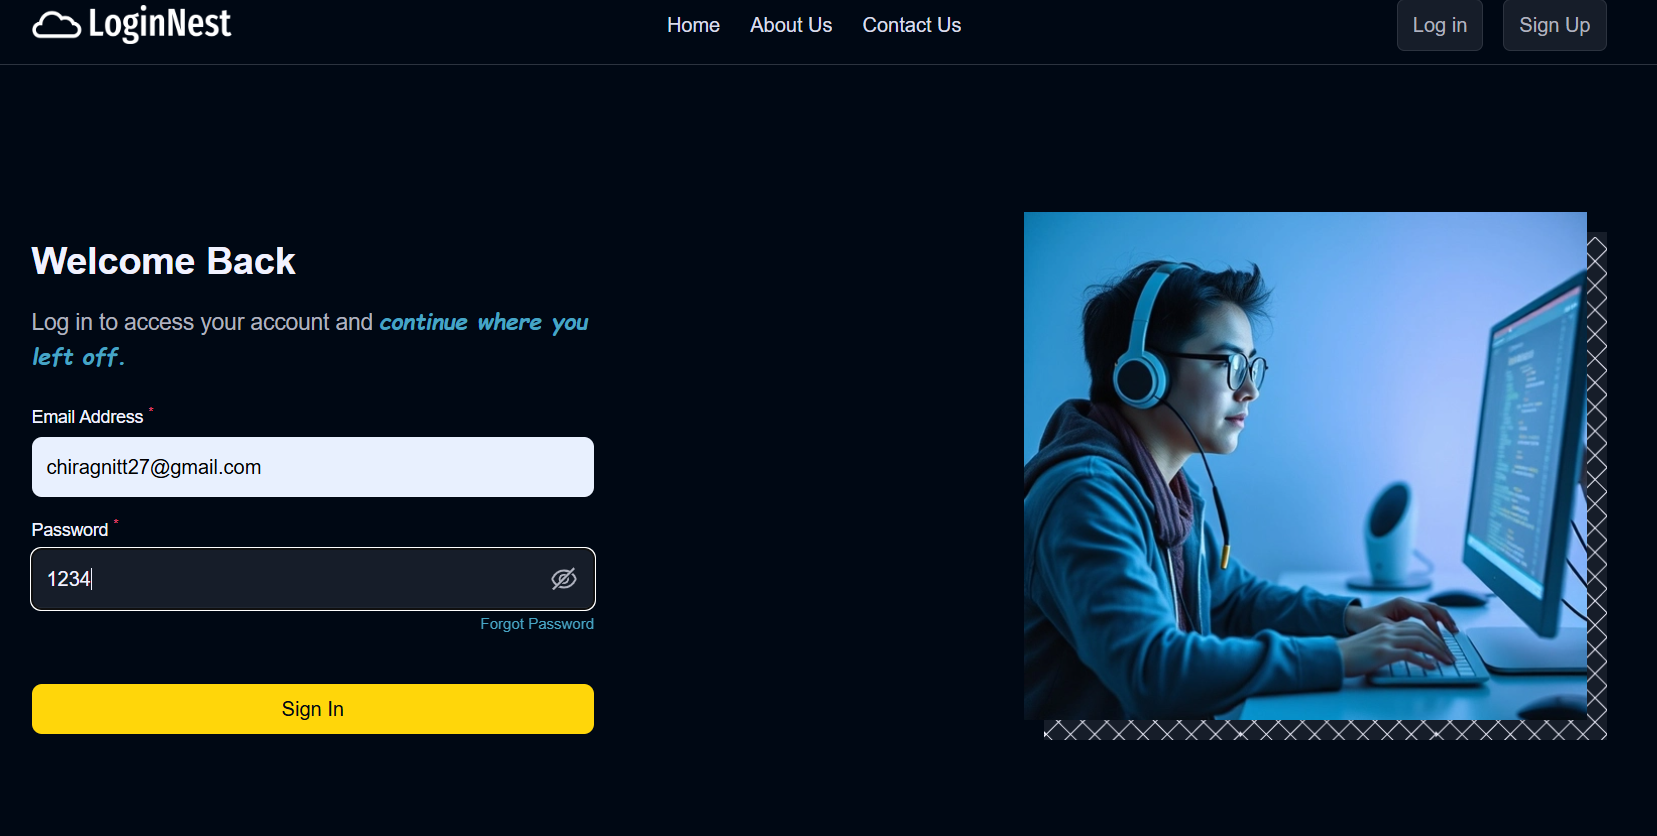 LoginNest
Home About Us Contact Us
Log in Sign Up
Welcome Back
Log in to access your account and continue where you
left off.
Email Address *
chiragnitt27@gmail.com
Password *
1234
Forgot Password
Sign In